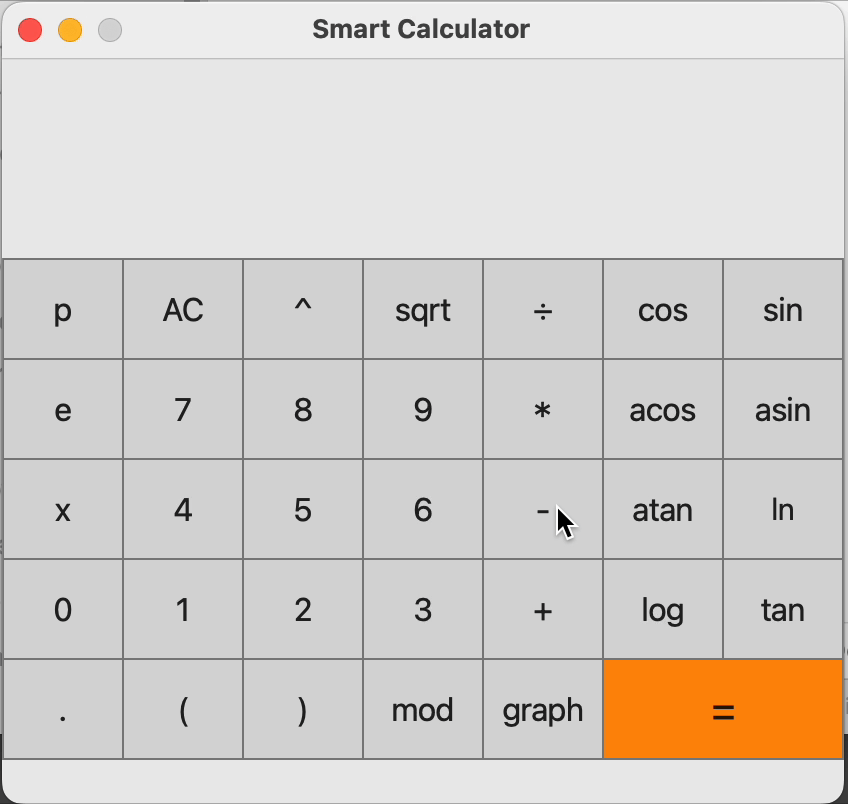 Smart Calculator
p AC ^ sqrt ÷ cos sin
e 7 8 9 * acos asin
x 4 5 6 - atan ln
0 1 2 3 + log tan
. ( ) mod graph =